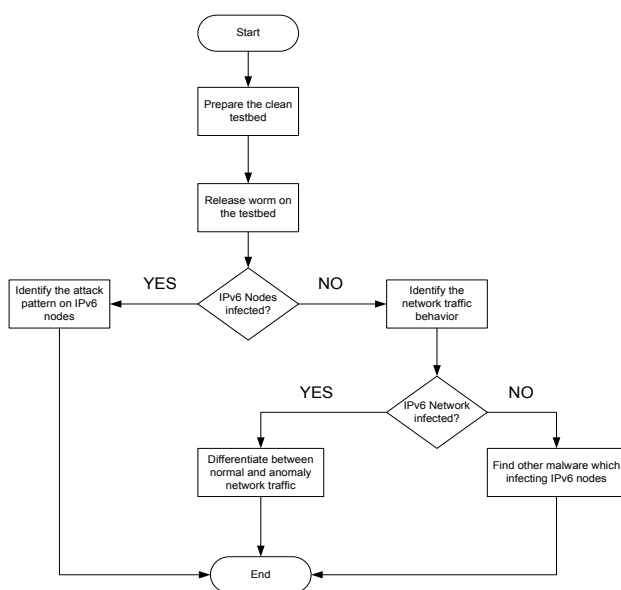 Start
Prepare the clean
testbed
Release worm on
the testbed
YES
NO
IPv6 Nodes
infected?
Identify the attack
pattern on IPv6
nodes
Identify the
network traffic
behavior
YES
NO
IPv6 Network
infected?
Differentiate between
normal and anomaly
network traffic
Find other malware which
infecting IPv6 nodes
End